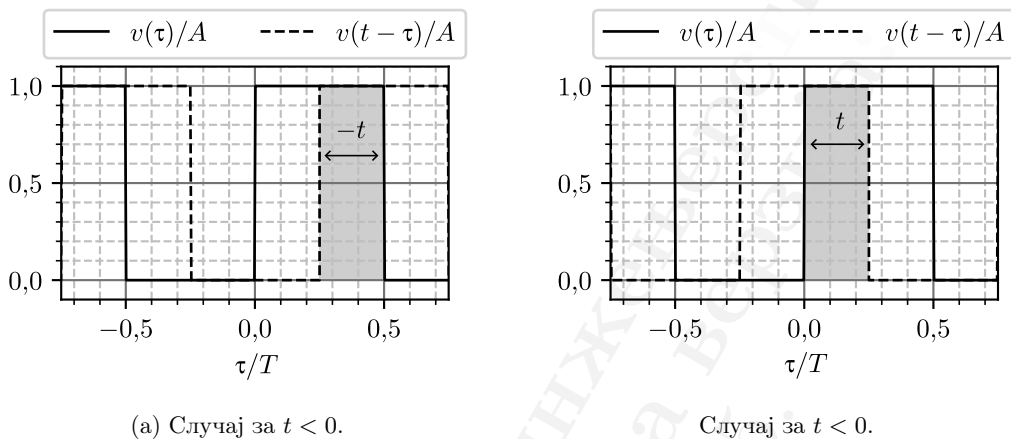 v(τ)/A v(t − τ)/A
1,0
0,5
0,0
−t
−0,5 0,0 0,5
τ/T
(а) Случај за t < 0.
v(τ)/A v(t − τ)/A
1,0
0,5
0,0
t
−0,5 0,0 0,5
τ/T
Случај за t < 0.